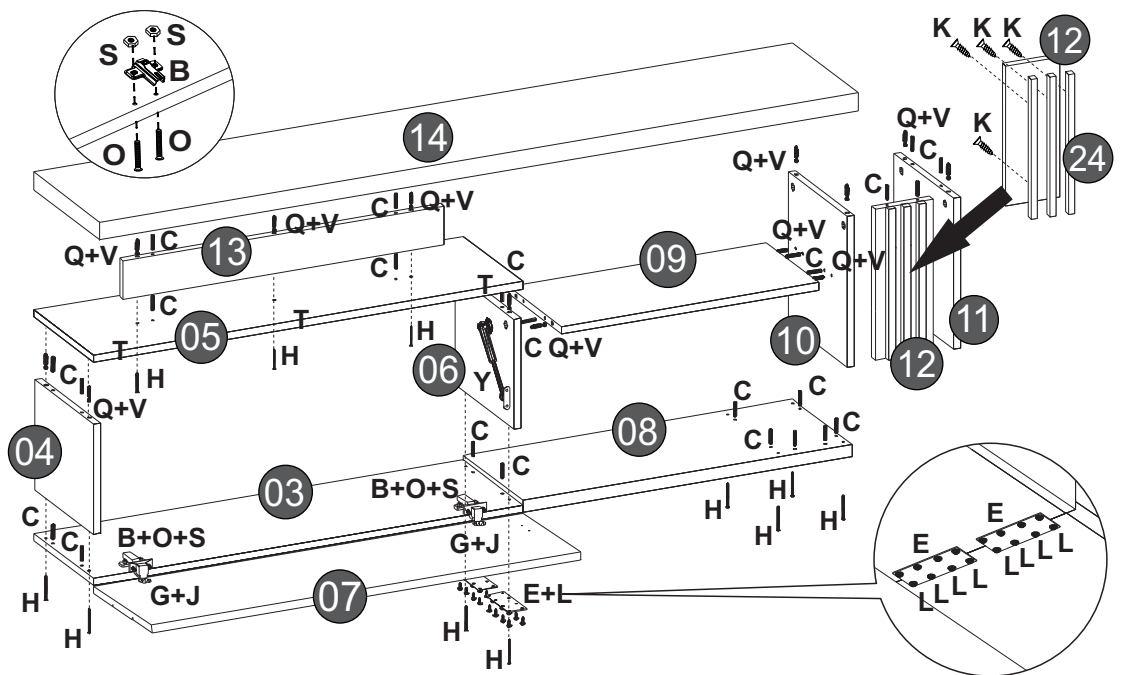 S S
B
O O
K K K 12
K
24
14
Q+V
C
Q+V
C
Q+V
C
11
12
Q+V
C
Q+V
10
Q+V C
13
Q+V
C Q+V
C
C
05
T
T
H
H
H
09
C
T
C Q+V
06
Y
C
Q+V
04
03
08
C
C
C
C
C
C
C
C
B+O+S
B+O+S
G+J
G+J
07
H
H
H
H
E+L
H
H
H
H
E
E
L L L L
L L L L